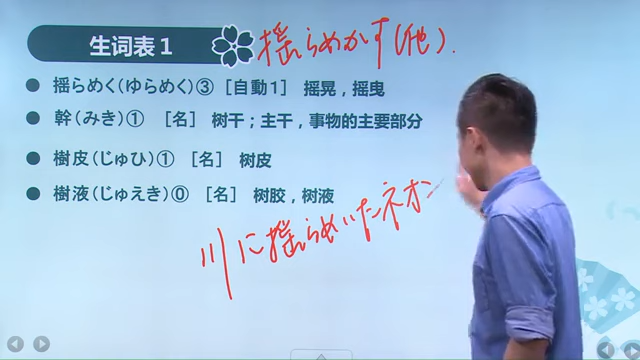 生词表1
揺らめかす(他).
● 揺らめく(ゆらめく)③ [自動1] 摇晃，摇曳
● 幹(みき)① [名] 树干；主干，事物的主要部分
● 樹皮(じゅひ)① [名] 树皮
● 樹液(じゅえき)⓪ [名] 树胶，树液
川に揺らめいたネオン